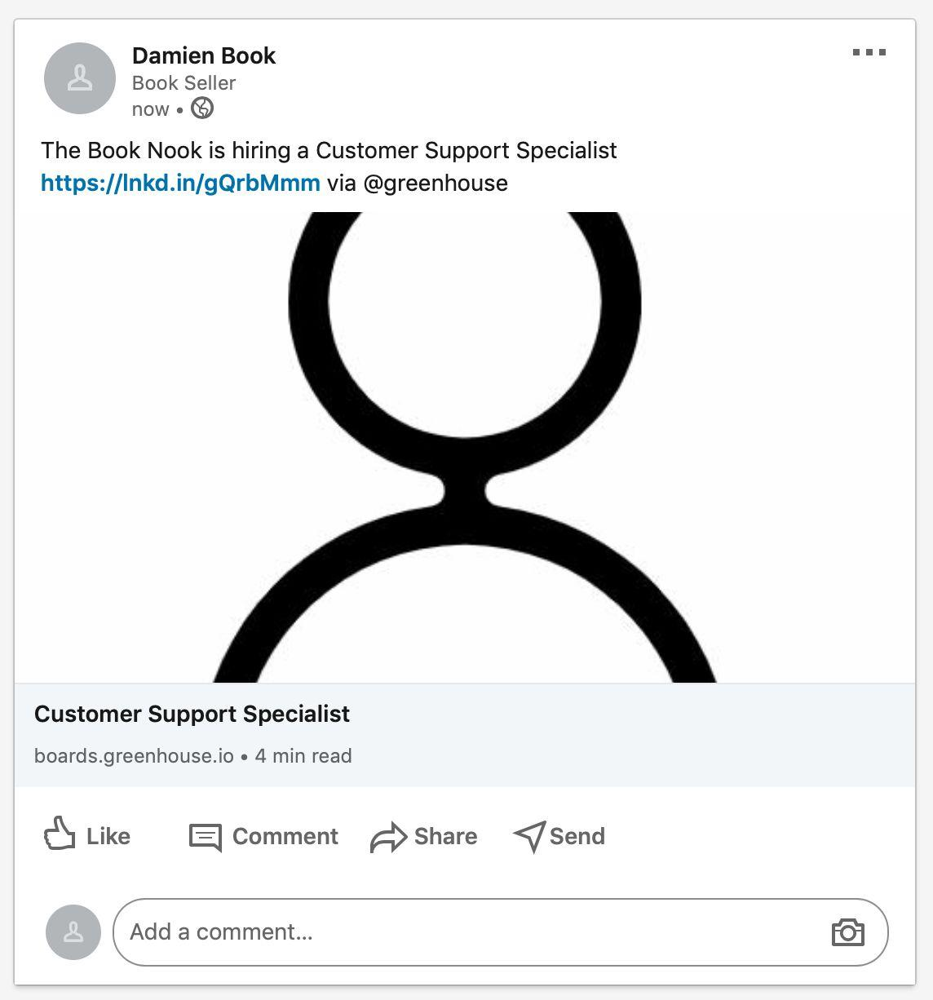 Damien Book
Book Seller
now •
The Book Nook is hiring a Customer Support Specialist
https://lnkd.in/gQrbMmm via @greenhouse
Customer Support Specialist
boards.greenhouse.io • 4 min read
Like Comment Share Send
Add a comment...